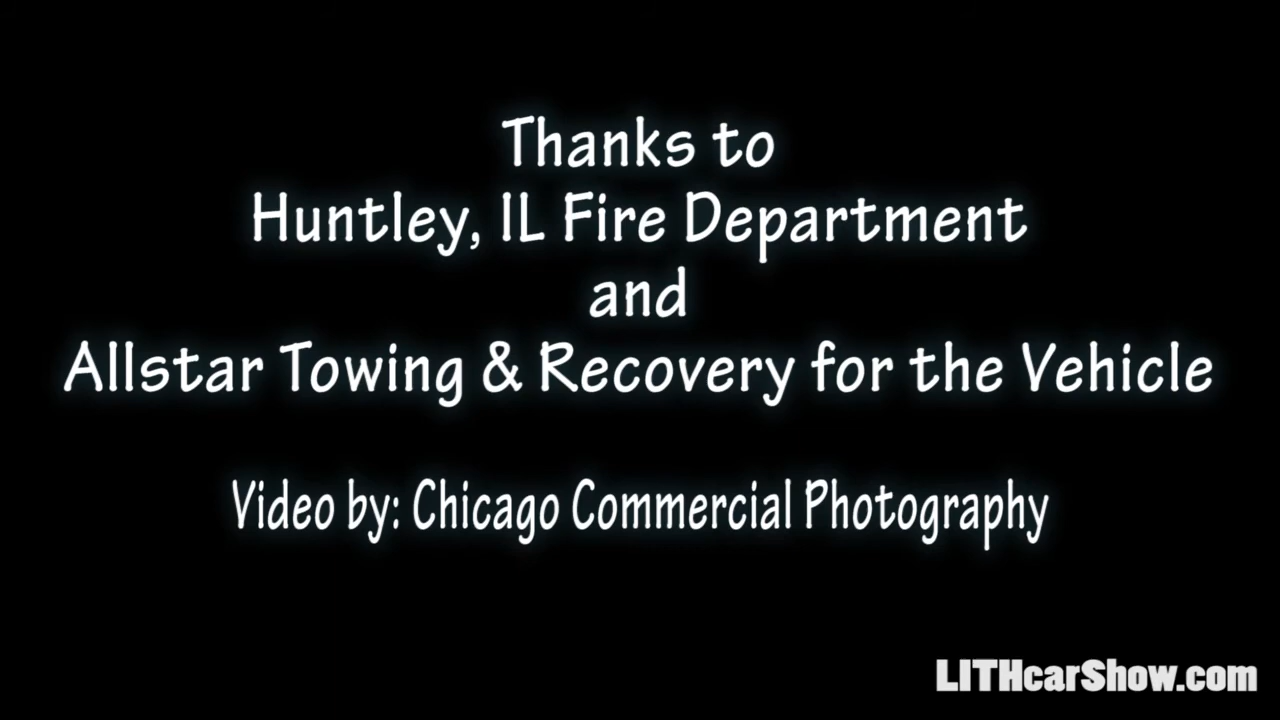 Thanks to
Huntley, IL Fire Department
and
Allstar Towing & Recovery for the Vehicle
Video by: Chicago Commercial Photography
LITHcarShow.com